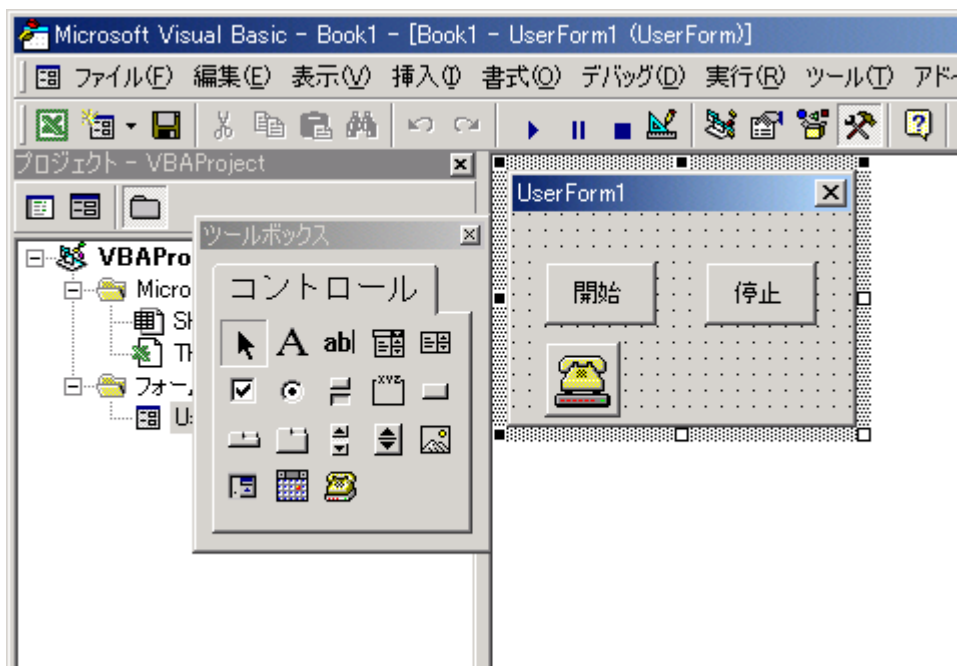 Microsoft Visual Basic - Book1 - [Book1 - UserForm1 (UserForm)]
ファイル(F) 編集(E) 表示(V) 挿入(I) 書式(O) デバッグ(D) 実行(R) ツール(T) アド
プロジェクト - VBAProject
UserForm1
ツールボックス
VBAPro
コントロール
Micro
開始
停止
A
ab|
xyz
フォー